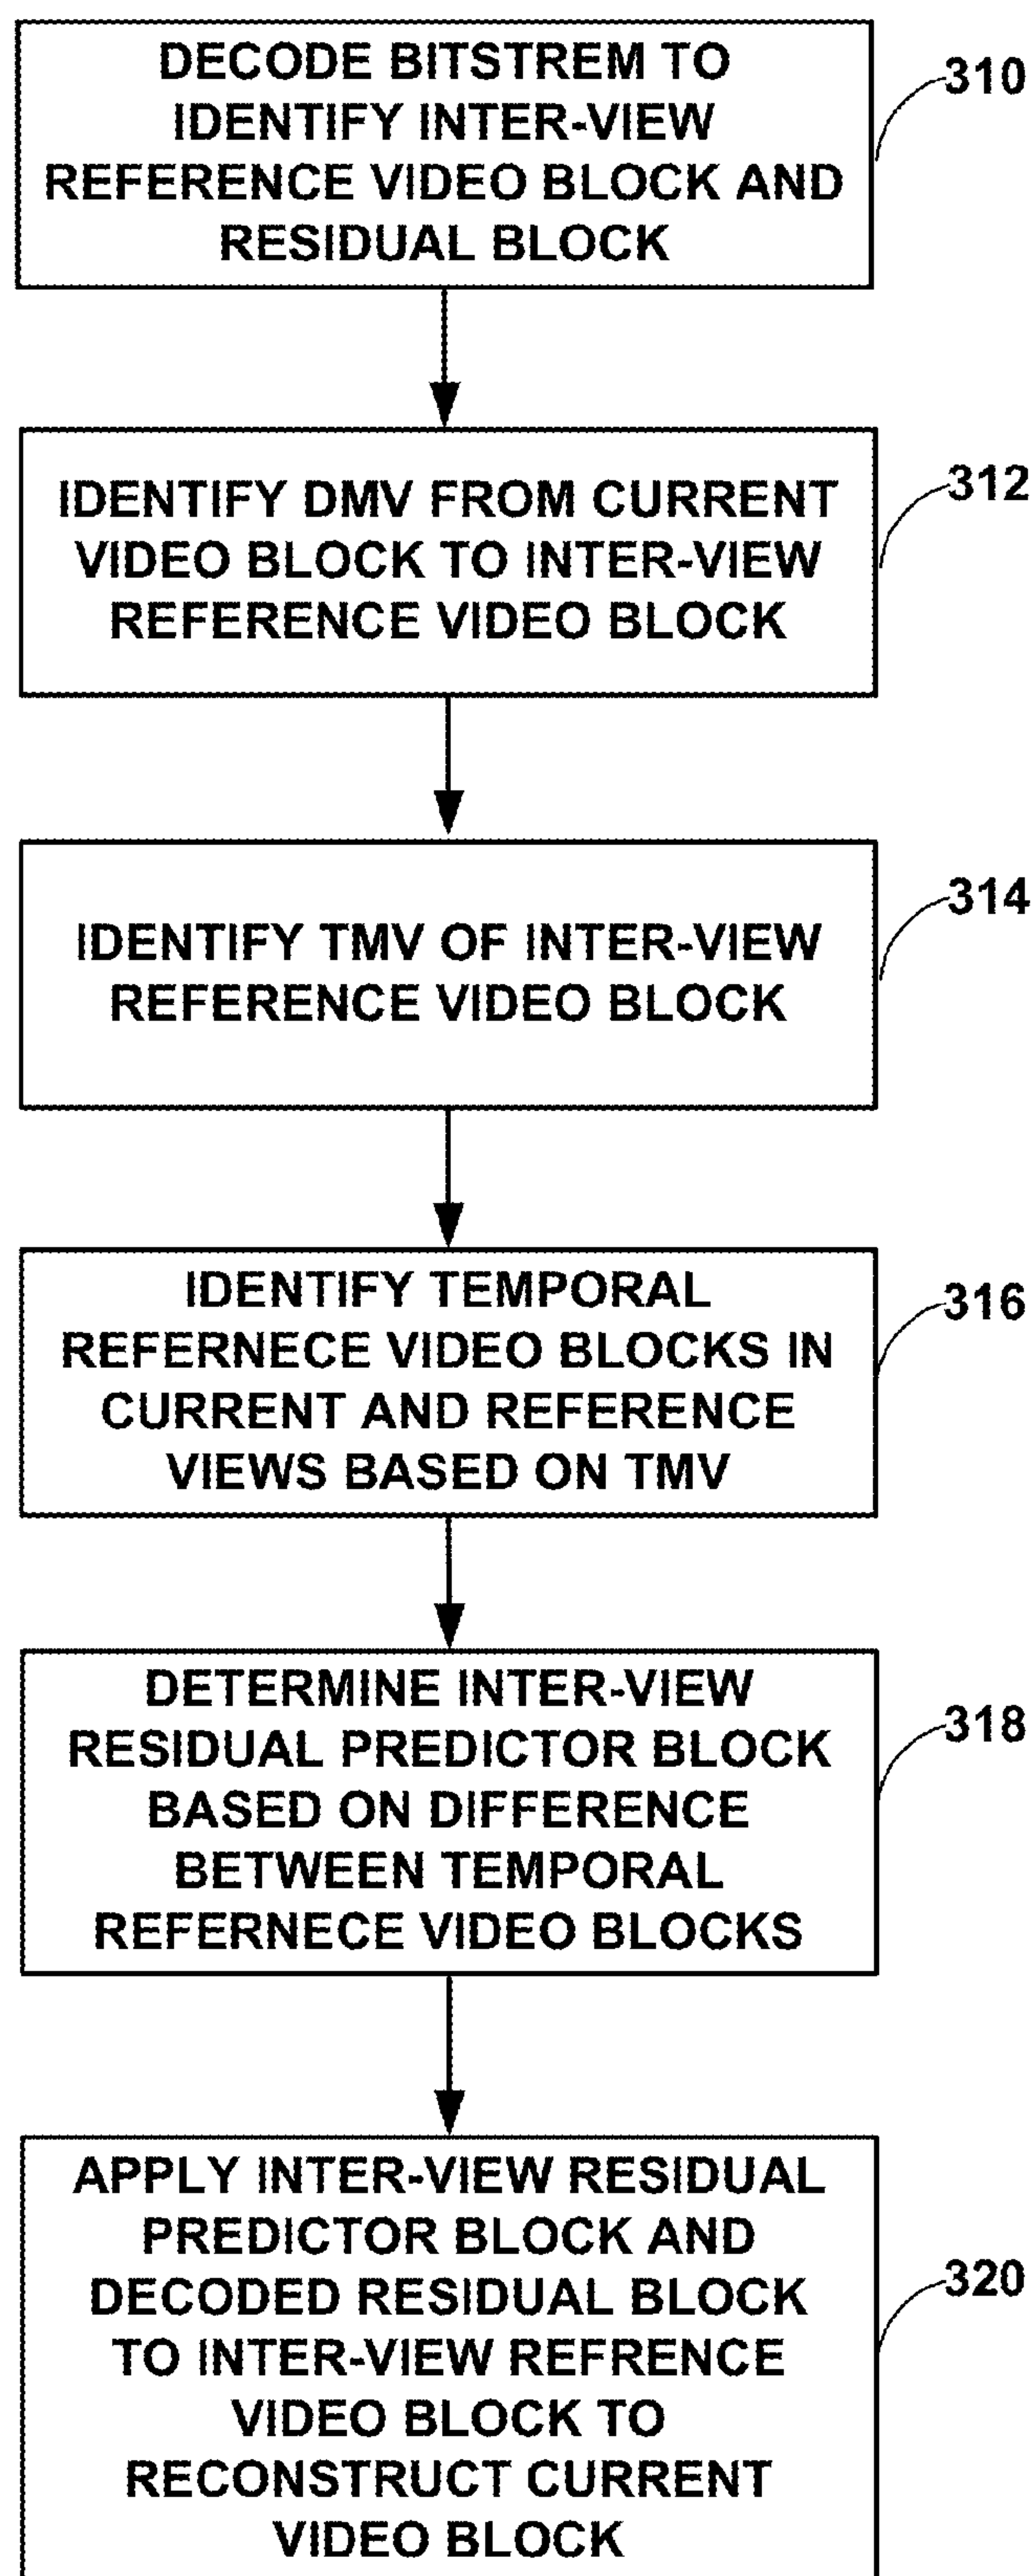 DECODE BITSTREM TO
IDENTIFY INTER-VIEW
REFERENCE VIDEO BLOCK AND
RESIDUAL BLOCK
310
IDENTIFY DMV FROM CURRENT
VIDEO BLOCK TO INTER-VIEW
REFERENCE VIDEO BLOCK
312
IDENTIFY TMV OF INTER-VIEW
REFERENCE VIDEO BLOCK
314
IDENTIFY TEMPORAL
REFERNECE VIDEO BLOCKS IN
CURRENT AND REFERENCE
VIEWS BASED ON TMV
316
DETERMINE INTER-VIEW
RESIDUAL PREDICTOR BLOCK
BASED ON DIFFERENCE
BETWEEN TEMPORAL
REFERNECE VIDEO BLOCKS
318
APPLY INTER-VIEW RESIDUAL
PREDICTOR BLOCK AND
DECODED RESIDUAL BLOCK
TO INTER-VIEW REFRENCE
VIDEO BLOCK TO
RECONSTRUCT CURRENT
VIDEO BLOCK
320